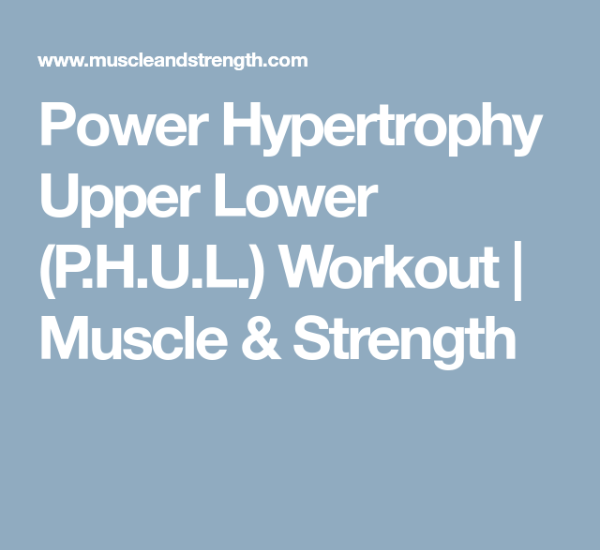 www.muscleandstrength.com
Power Hypertrophy
Upper Lower
(P.H.U.L.) Workout |
Muscle & Strength